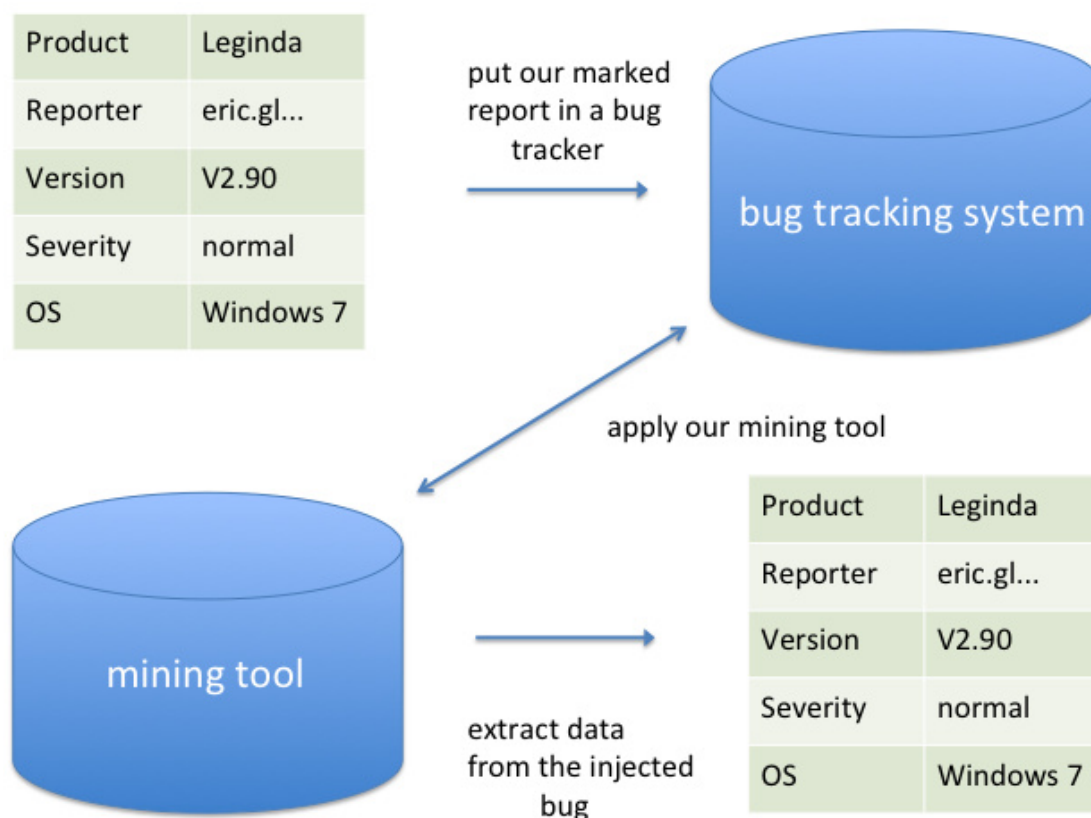 Product Leginda
Reporter eric.gl...
Version V2.90
Severity normal
OS Windows 7
put our marked
report in a bug
tracker
bug tracking system
apply our mining tool
mining tool
extract data
from the injected
bug
Product Leginda
Reporter eric.gl...
Version V2.90
Severity normal
OS Windows 7